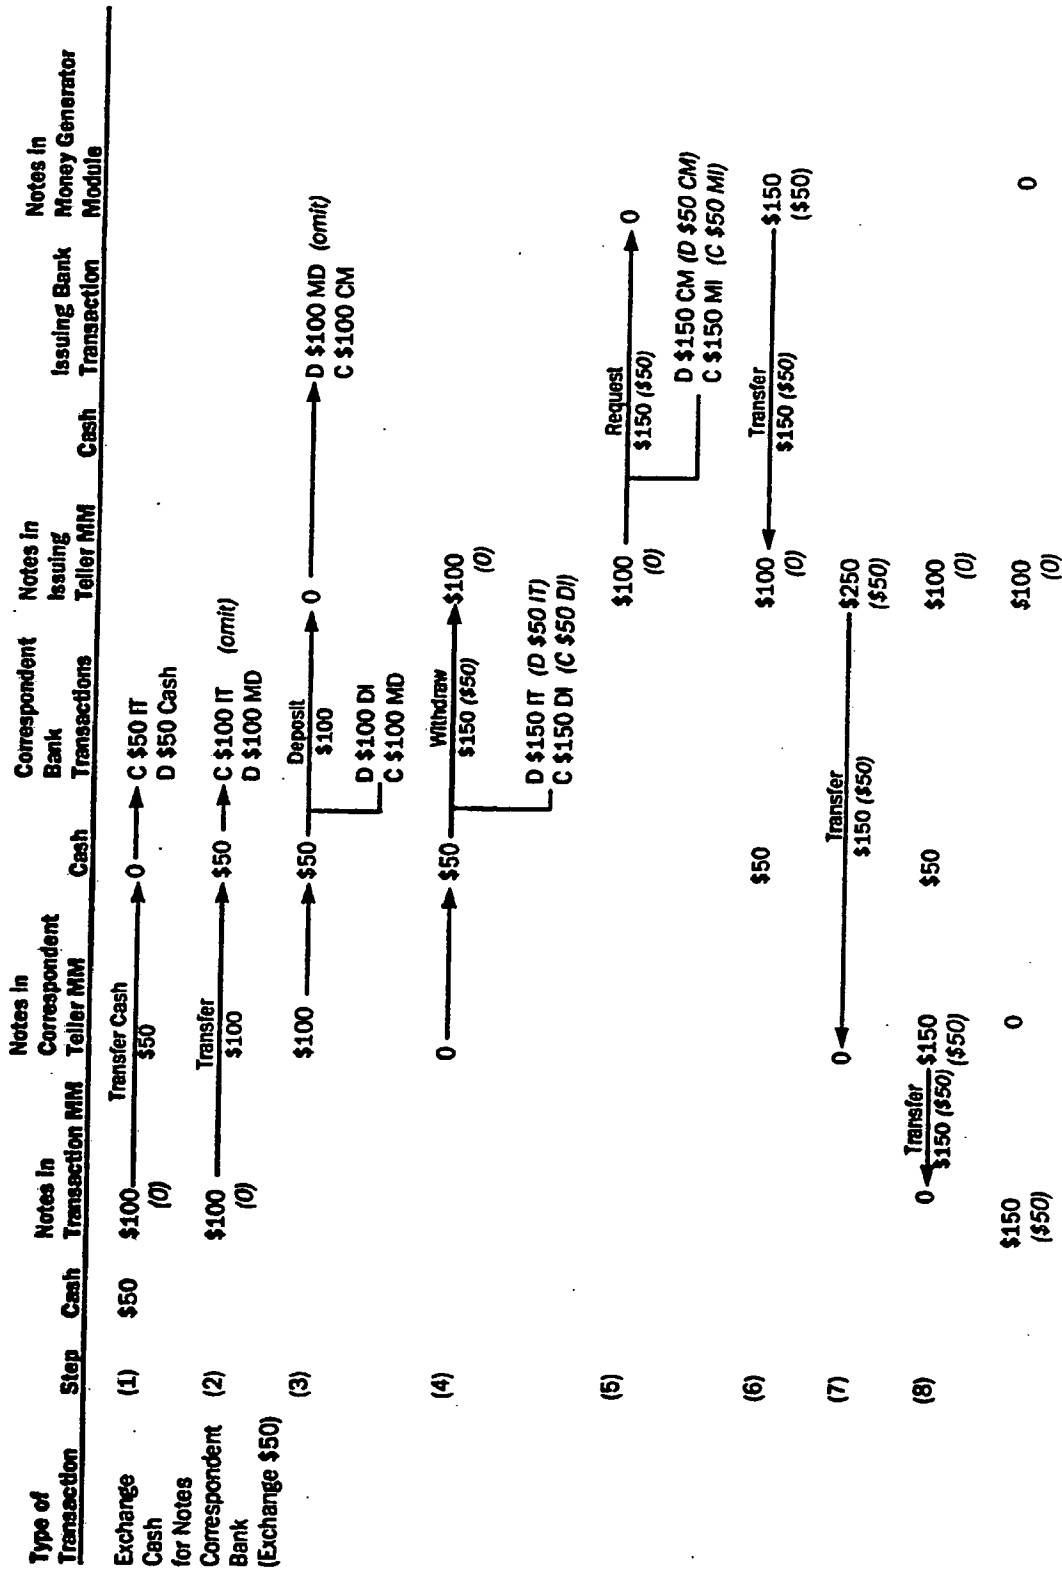 Type of
Transaction
Step
Cash
Notes in
Transaction MM
Notes in
Correspondent
Teller MM
Cash
Correspondent
Bank
Transactions
Notes in
Issuing
Teller MM
Cash
Issuing Bank
Transaction
Notes in
Money Generator
Module
Exchange
Cash
for Notes
Correspondent
Bank
(Exchange $50)
(1)
$50
$100
(0)
Transfer Cash
$50
0
C $50 IT
D $50 Cash
(2)
$100
(0)
Transfer
$100
$50
C $100 IT (omit)
D $100 MD
(3)
$100
$50
Deposit
$100
D $100 DI
C $100 MD
0
D $100 MD (omit)
C $100 CM
(4)
0
$50
Withdraw
$150 ($50)
D $150 IT (D $50 IT)
C $150 DI (C $50 DI)
$100
(0)
(5)
$100
(0)
Request
$150 ($50)
D $150 CM (D $50 CM)
C $150 MI (C $50 MI)
0
(6)
$50
$100
(0)
Transfer
$150 ($50)
$150
($50)
(7)
0
Transfer
$150 ($50)
$250
($50)
(8)
0
Transfer
$150 ($50)
$150
($50)
$50
$100
(0)
$150
($50)
0
$100
(0)
0